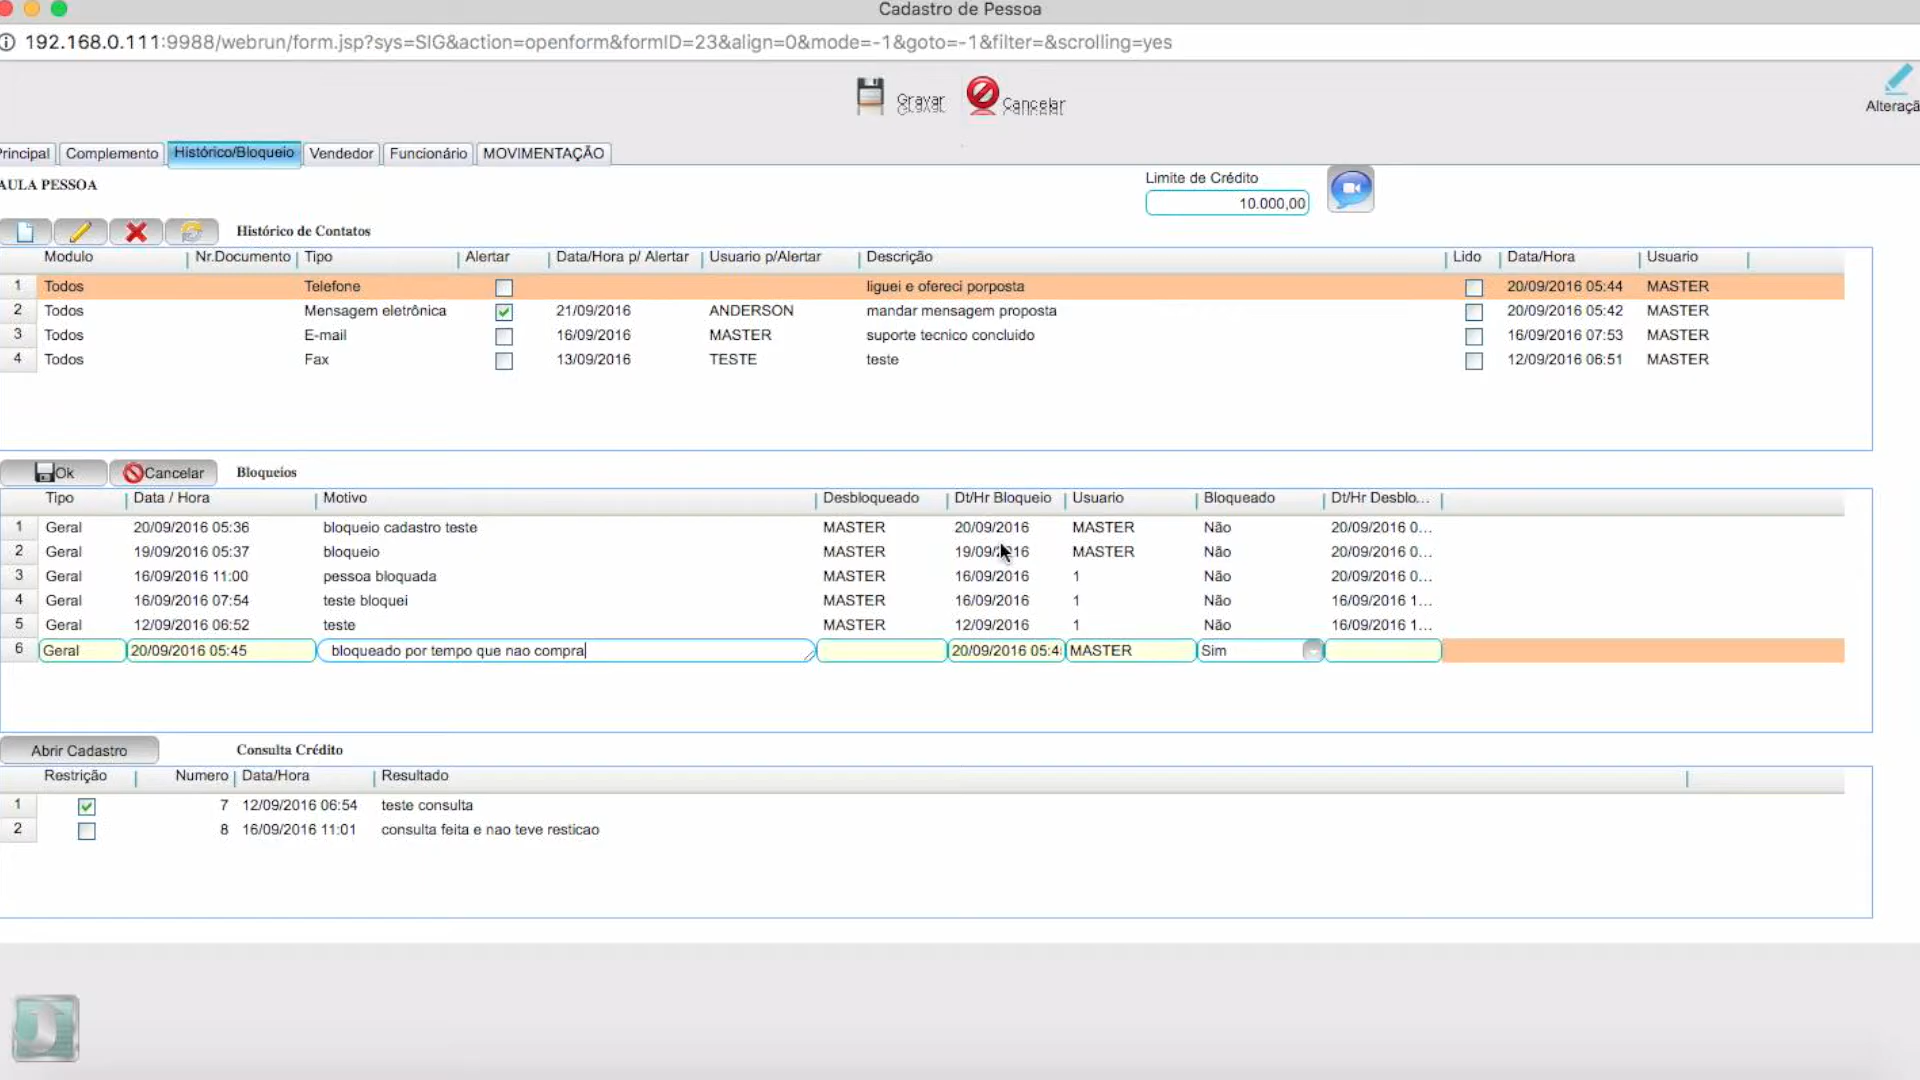 Cadastro de Pessoa
192.168.0.111:9988/webrun/form.jsp?sys=SIG&action=openform&formID=23&align=0&mode=-1&goto=-1&filter=&scrolling=yes
Gravar Cancelar
Alteraçã
Principal Complemento Histórico/Bloqueio Vendedor Funcionário MOVIMENTAÇÃO
AULA PESSOA
Limite de Crédito
10.000,00
Histórico de Contatos
Modulo Nr.Documento Tipo Alertar Data/Hora p/ Alertar Usuario p/Alertar Descrição Lido Data/Hora Usuario
1 Todos Telefone liguei e ofereci porposta 20/09/2016 05:44 MASTER
2 Todos Mensagem eletrônica 21/09/2016 ANDERSON mandar mensagem proposta 20/09/2016 05:42 MASTER
3 Todos E-mail 16/09/2016 MASTER suporte tecnico concluido 16/09/2016 07:53 MASTER
4 Todos Fax 13/09/2016 TESTE teste 12/09/2016 06:51 MASTER
Ok Cancelar Bloqueios
Tipo Data / Hora Motivo Desbloqueado Dt/Hr Bloqueio Usuario Bloqueado Dt/Hr Desblo...
1 Geral 20/09/2016 05:36 bloqueio cadastro teste MASTER 20/09/2016 MASTER Não 20/09/2016 0...
2 Geral 19/09/2016 05:37 bloqueio MASTER 19/09/2016 MASTER Não 20/09/2016 0...
3 Geral 16/09/2016 11:00 pessoa bloquada MASTER 16/09/2016 1 Não 20/09/2016 0...
4 Geral 16/09/2016 07:54 teste bloquei MASTER 16/09/2016 1 Não 16/09/2016 1...
5 Geral 12/09/2016 06:52 teste MASTER 12/09/2016 1 Não 16/09/2016 1...
6 Geral 20/09/2016 05:45 bloqueado por tempo que nao compra 20/09/2016 05:4 MASTER Sim
Abrir Cadastro Consulta Crédito
Restrição Numero Data/Hora Resultado
1 7 12/09/2016 06:54 teste consulta
2 8 16/09/2016 11:01 consulta feita e nao teve resticao